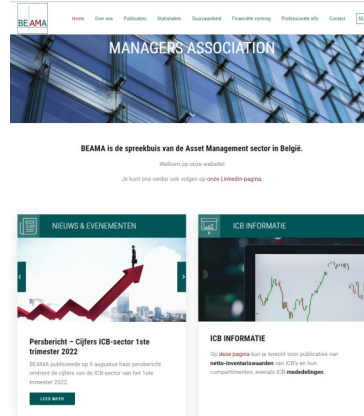 BE AMA
Home Over ons Publicaties Statistieken Duurzaamheid Financiële vorming Professionele info Contact NL
MANAGERS ASSOCIATION
BEAMA is de spreekbuis van de Asset Management sector in België.
Welkom op onze website!
Je kunt ons verder ook volgen op onze Linkedin-pagina.
NIEUWS & EVENEMENTEN
Persbericht – Cijfers ICB-sector 1ste
trimester 2022
BEAMA publiceerde op 5 augustus haar persbericht
omtrent de cijfers van de ICB-sector van het 1ste
trimester 2022.
LEES MEER
ICB INFORMATIE
ICB INFORMATIE
Op deze pagina kun je terecht voor publicaties van
netto-inventariswaarden van ICB's en hun
compartimenten, evenals ICB mededelingen.